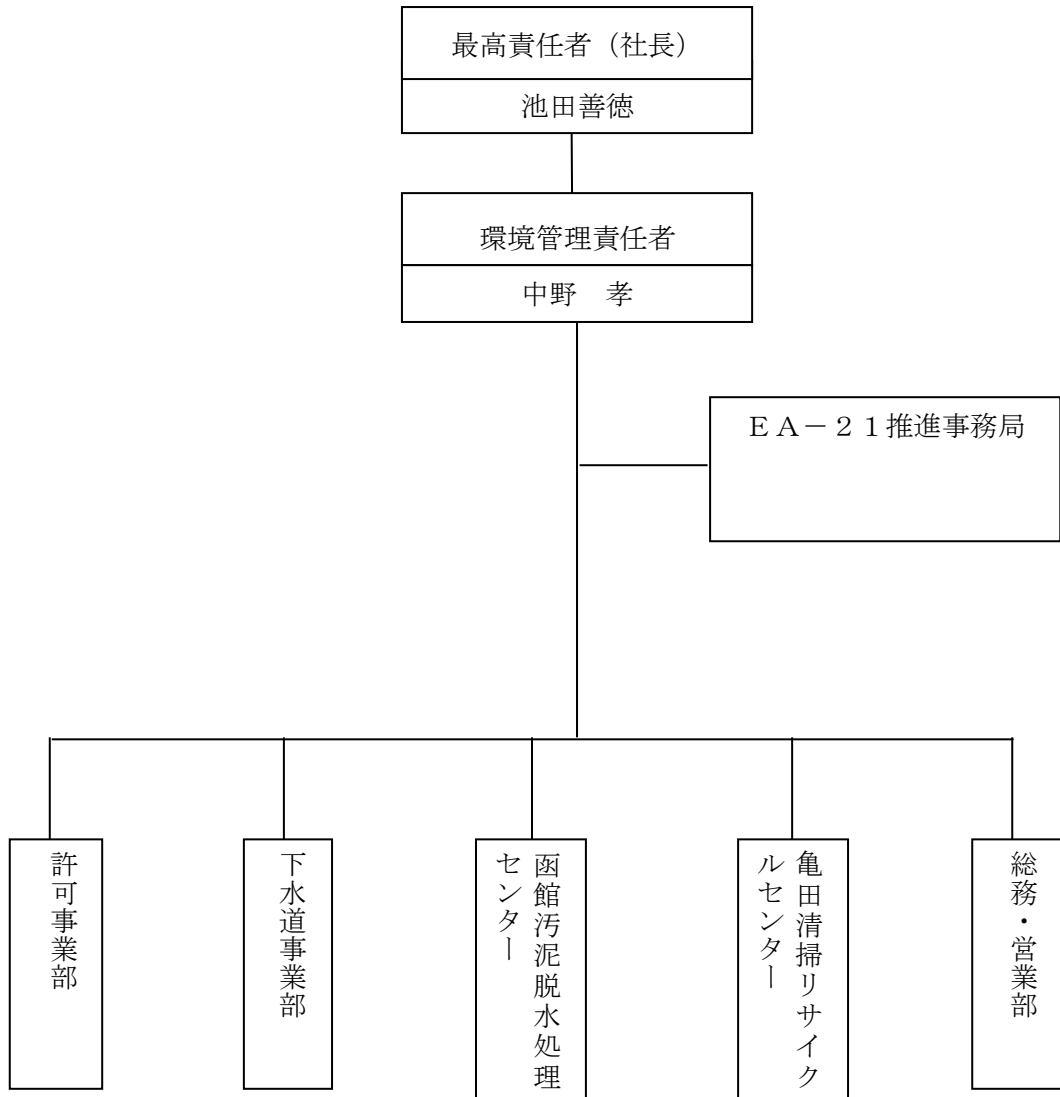 最高責任者（社長）
池田善徳
環境管理責任者
中野　孝
ＥＡ－２１推進事務局
許可事業部
下水道事業部
函館汚泥脱水処理
センター
亀田清掃リサイク
ルセンター
総務・営業部